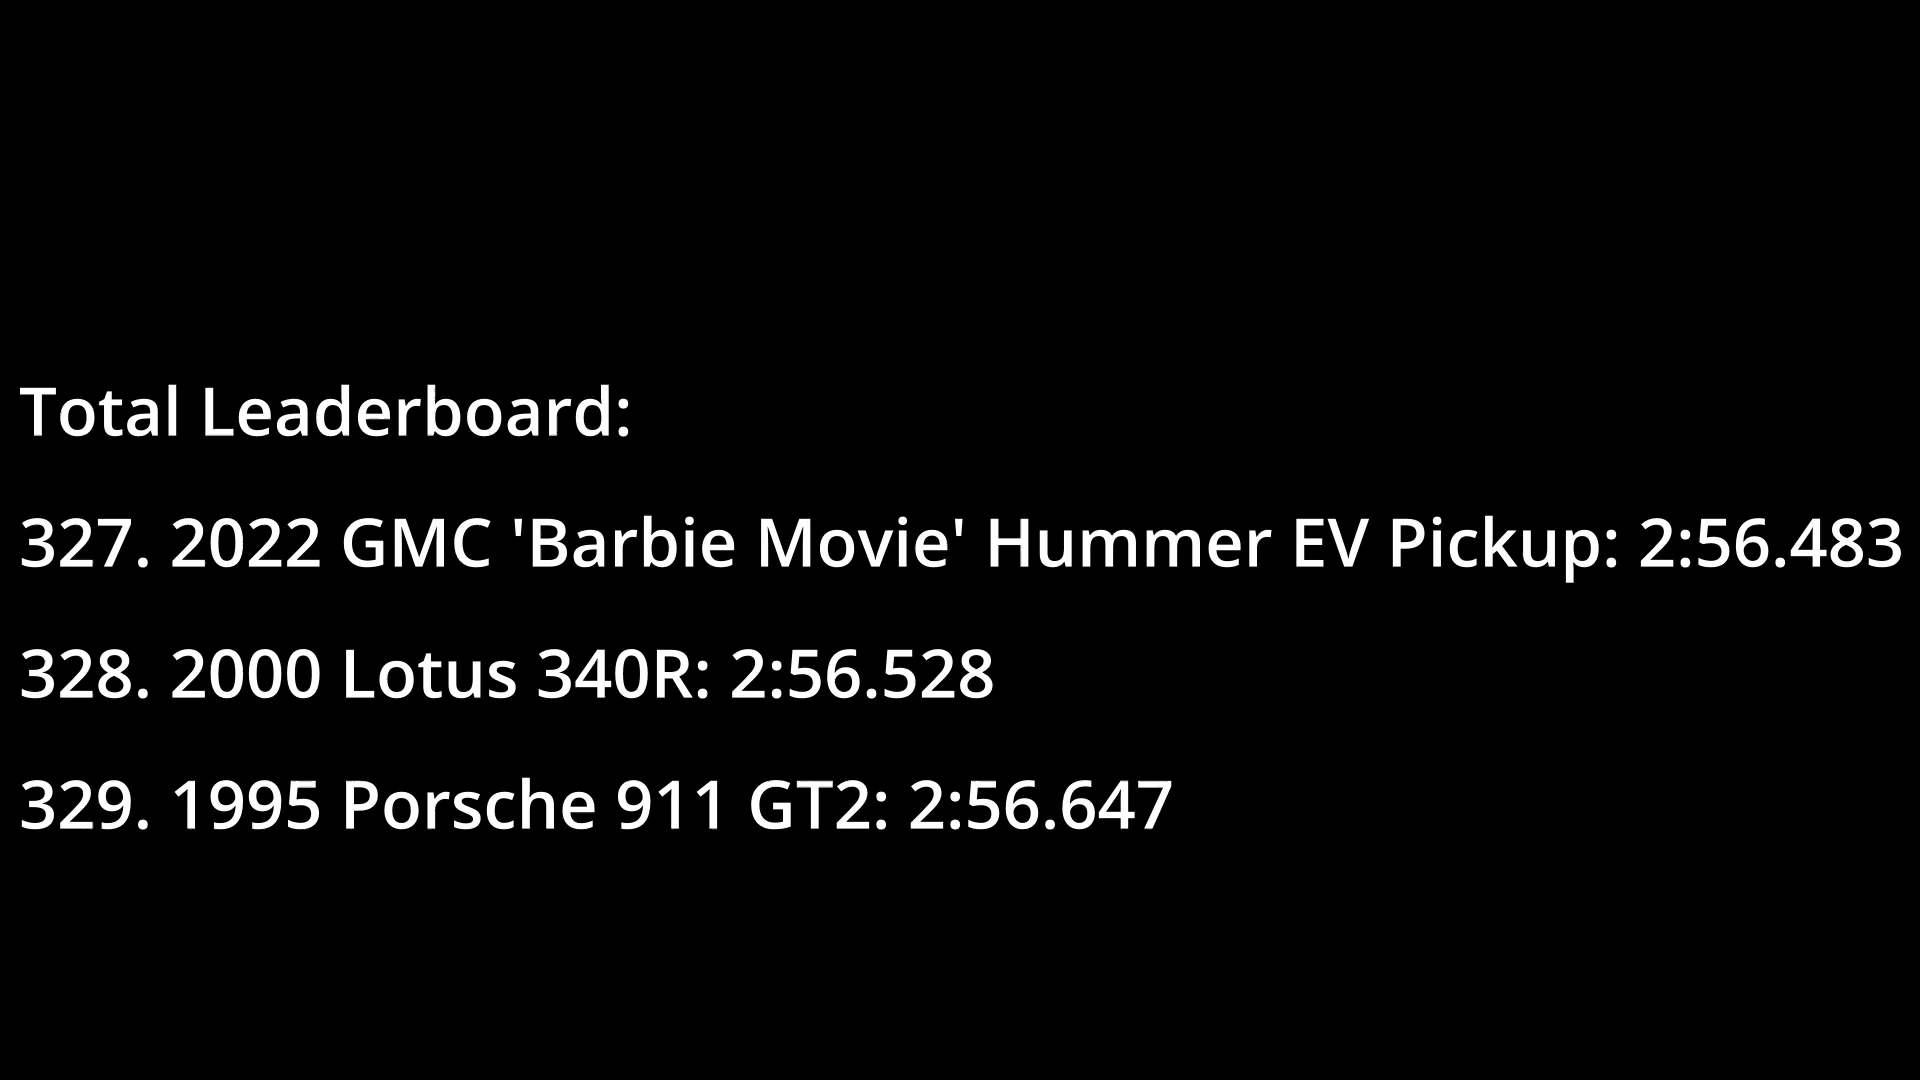 Total Leaderboard:
327. 2022 GMC 'Barbie Movie' Hummer EV Pickup: 2:56.483
328. 2000 Lotus 340R: 2:56.528
329. 1995 Porsche 911 GT2: 2:56.647